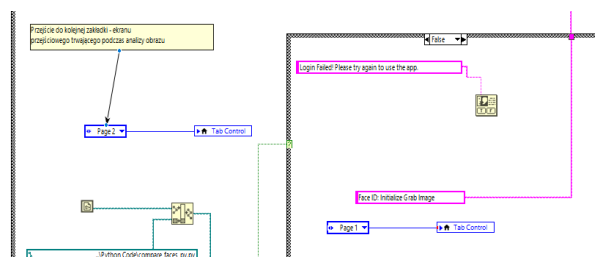 Przejście do kolejnej zakładki - ekranu
przejściowego trwającego podczas analizy obrazu
False
Login Failed! Please try again to use the app.
Page 2
Tab Control
Face ID: Initialize Grab Image
Page 1
Tab Control
..\Python Code\compare_faces_py.py